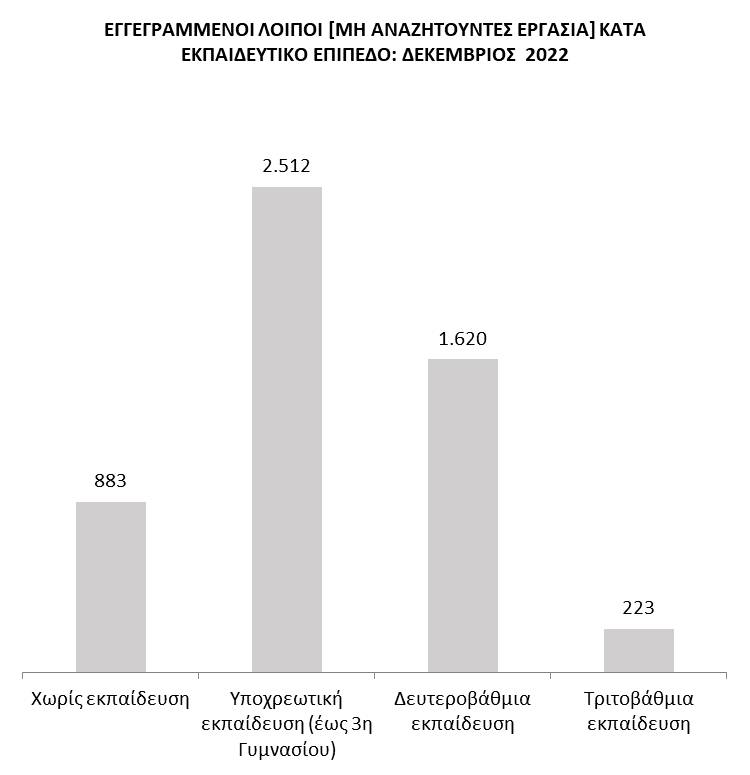 ΕΓΓΕΓΡΑΜΜΕΝΟΙ ΛΟΙΠΟΙ [ΜΗ ΑΝΑΖΗΤΟΥΝΤΕΣ ΕΡΓΑΣΙΑ] ΚΑΤΑ
ΕΚΠΑΙΔΕΥΤΙΚΟ ΕΠΙΠΕΔΟ: ΔΕΚΕΜΒΡΙΟΣ 2022
2.512
1.620
883
223
Χωρίς εκπαίδευση
Υποχρεωτική
εκπαίδευση (έως 3η
Γυμνασίου)
Δευτεροβάθμια
εκπαίδευση
Τριτοβάθμια
εκπαίδευση